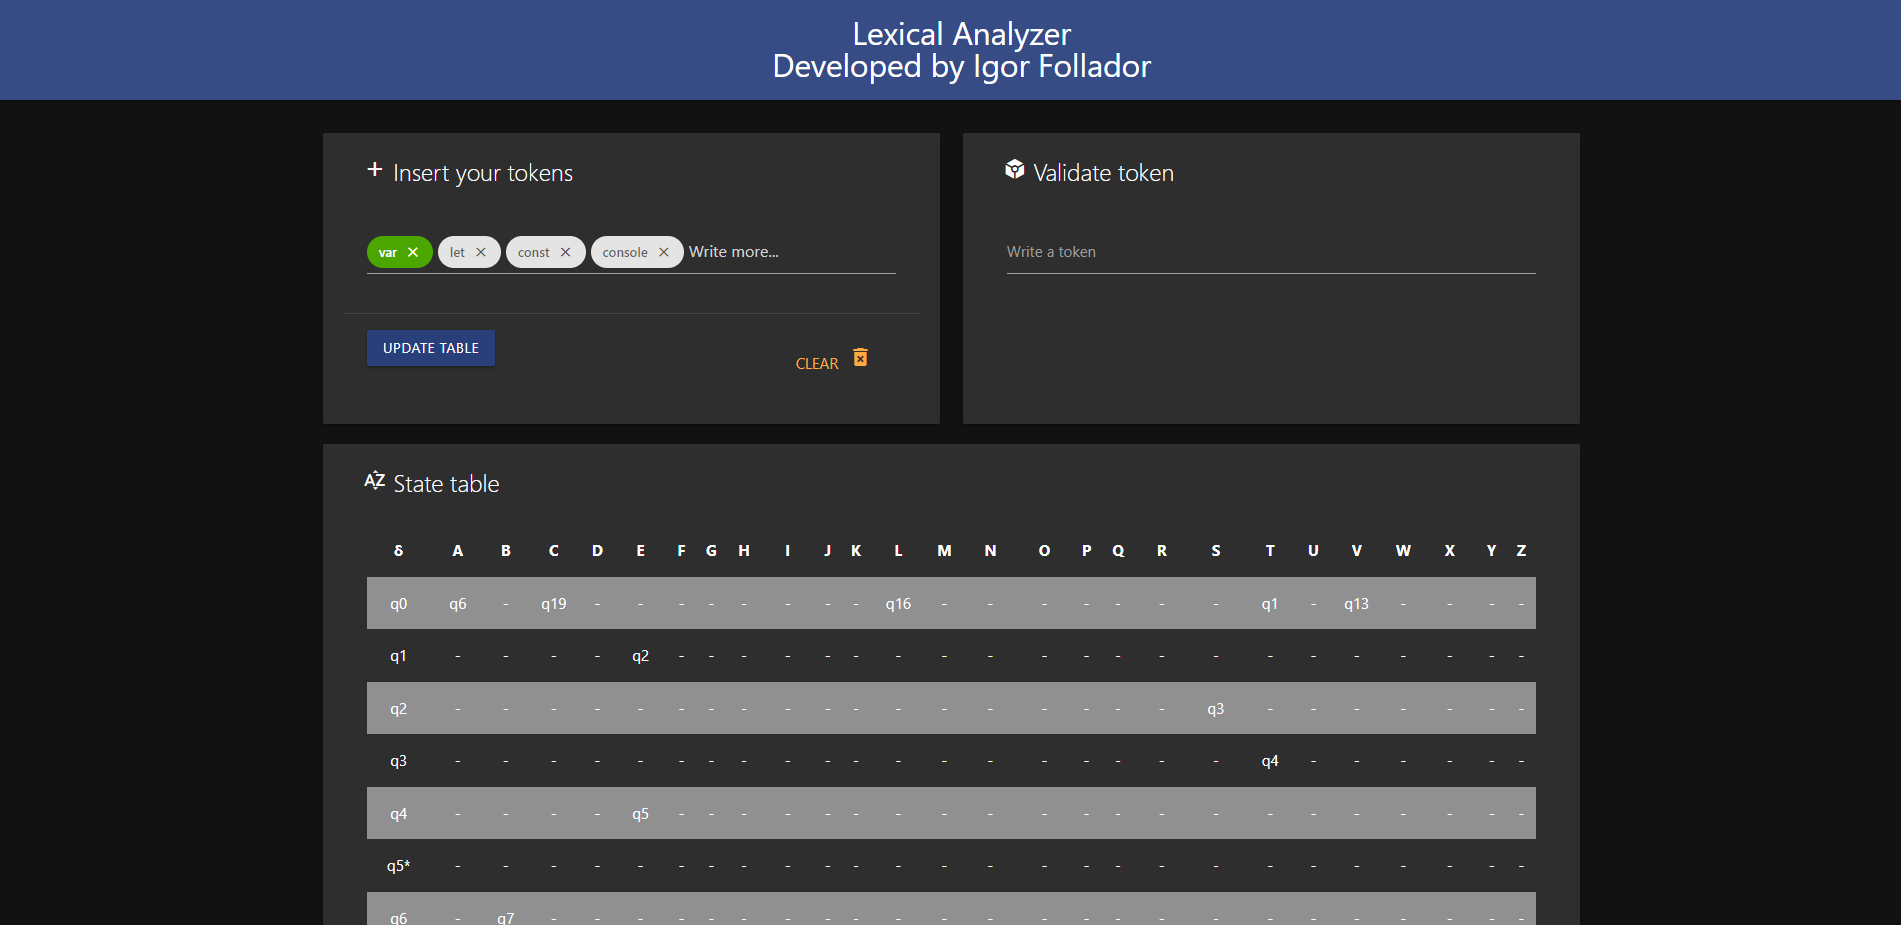 Lexical Analyzer
Developed by Igor Follador
Insert your tokens
var let const console Write more...
UPDATE TABLE
CLEAR
Validate token
Write a token
AZ State table
δ A B C D E F G H I J K L M N O P Q R S T U V W X Y Z
q0 q6 - q19 - - - - - - - - q16 - - - - - - - q1 - q13 - - - -
q1 - - - - q2 - - - - - - - - - - - - - - - - - - - - -
q2 - - - - - - - - - - - - - - - - - - q3 - - - - - - -
q3 - - - - - - - - - - - - - - - - - - - q4 - - - - - -
q4 - - - - q5 - - - - - - - - - - - - - - - - - - - - -
q5* - - - - - - - - - - - - - - - - - - - - - - - - - -
q6 - q7 - - - - - - - - - - - - - - - - - - - - - - - -